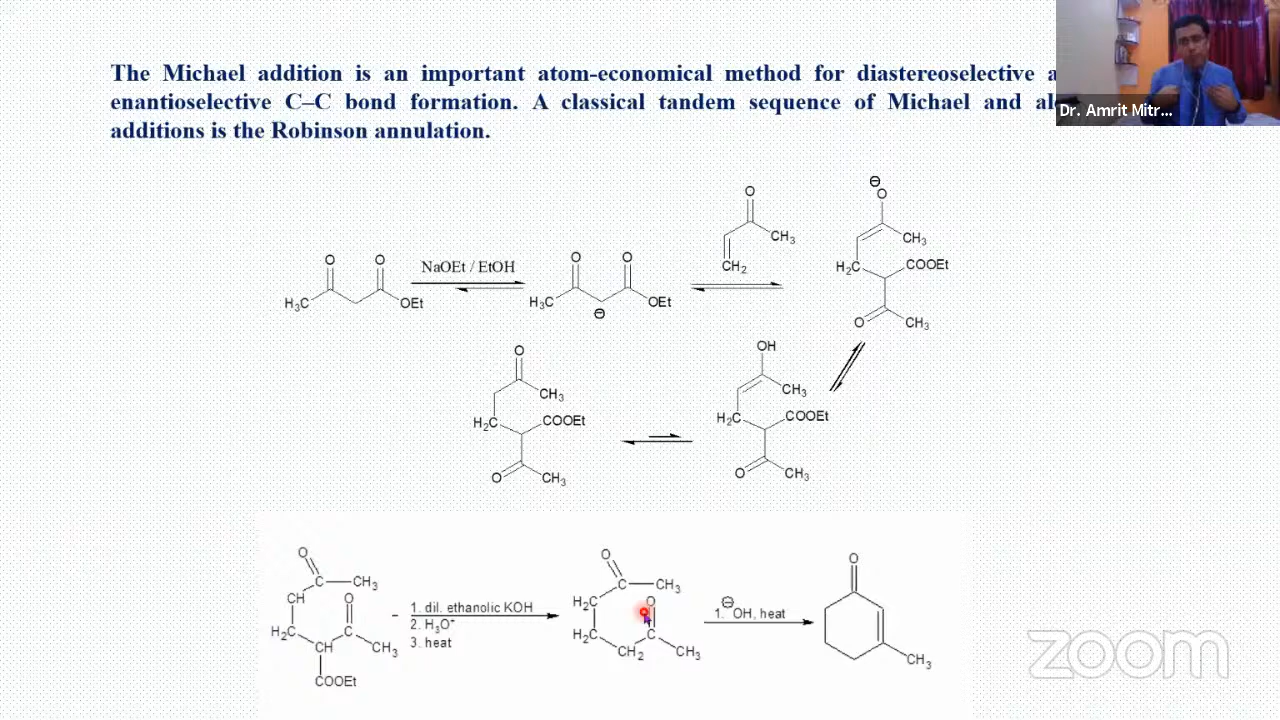 The Michael addition is an important atom-economical method for diastereoselective a
enantioselective C–C bond formation. A classical tandem sequence of Michael and al
additions is the Robinson annulation.
Dr. Amrit Mitr...
O
O
H₃C
OEt
NaOEt / EtOH
O
O
H₃C
OEt
⊖
O
CH₃
CH₂
⊖
O
CH₃
H₂C
COOEt
O
CH₃
O
CH₃
H₂C
COOEt
O
CH₃
OH
CH₃
H₂C
COOEt
O
CH₃
O
C
CH₃
CH
O
H₂C
C
CH
CH₃
COOEt
1. dil. ethanolic KOH
2. H₃O⁺
3. heat
O
C
CH₃
H₂C
O
H₂C
C
CH₂
CH₃
1. ⊖OH, heat
O
CH₃
zoom